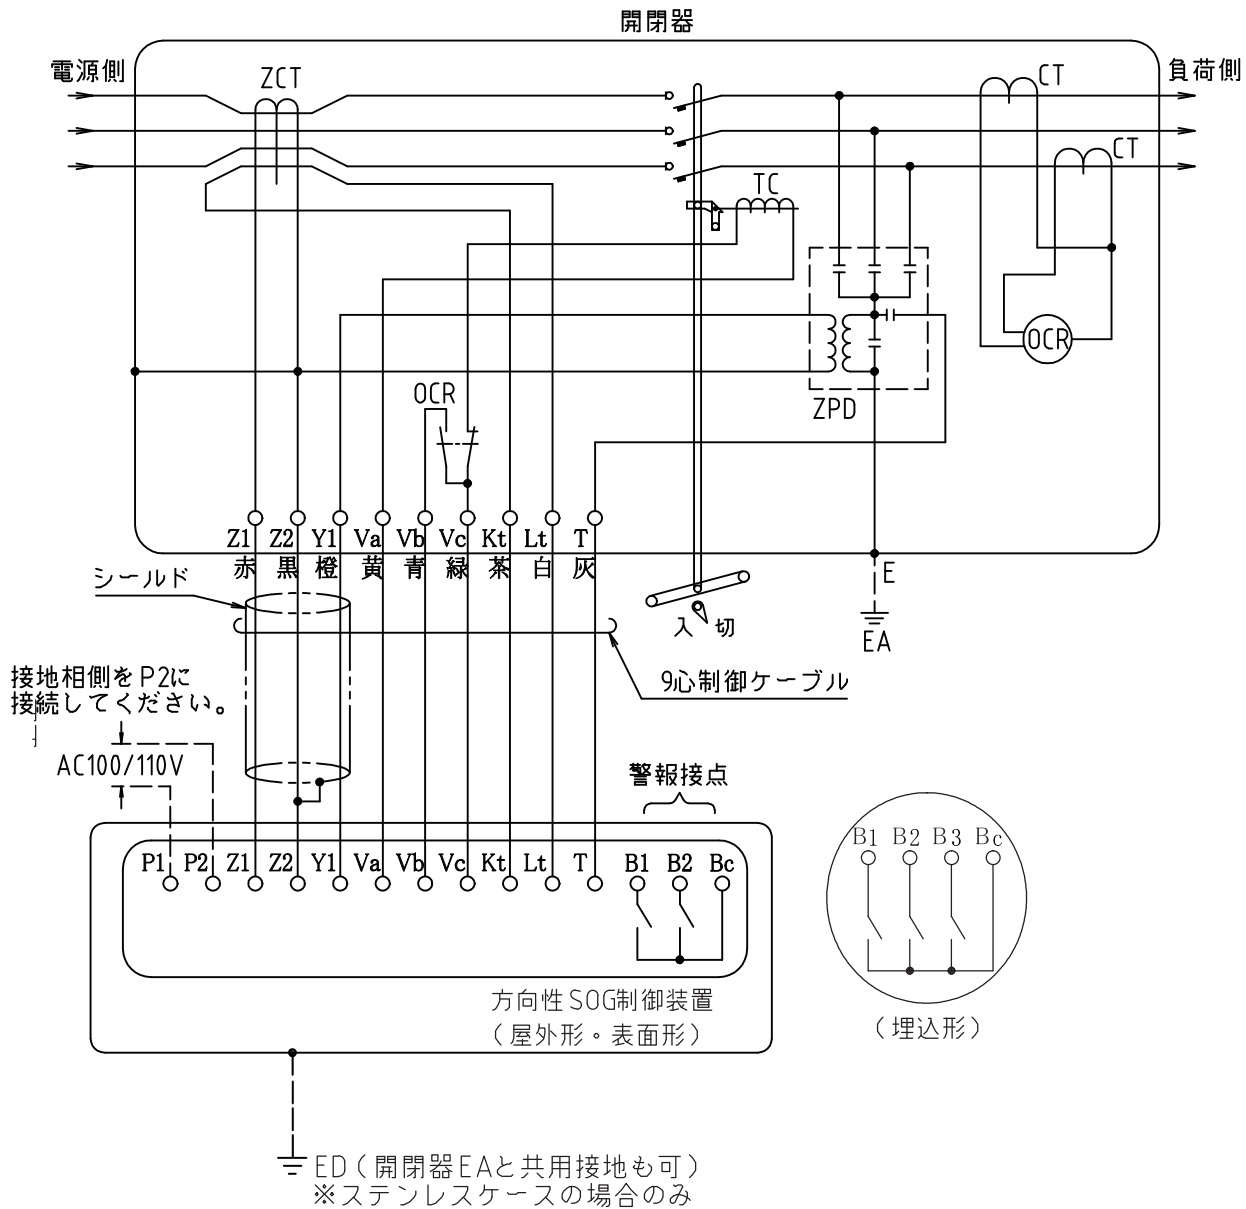 開閉器
電源側
負荷側
ZCT
CT
CT
TC
OCR
OCR
ZPD
Z1 Z2 Y1 Va Vb Vc Kt Lt T
赤 黒 橙 黄 青 緑 茶 白 灰
シールド
E
EA
入 切
9心制御ケーブル
接地相側をP2に
接続してください。
AC100/110V
警報接点
P1 P2 Z1 Z2 Y1 Va Vb Vc Kt Lt T B1 B2 Bc
B1 B2 B3 Bc
方向性SOG制御装置
(屋外形・表面形)
(埋込形)
ED(開閉器EAと共用接地も可)
※ステンレスケースの場合のみ